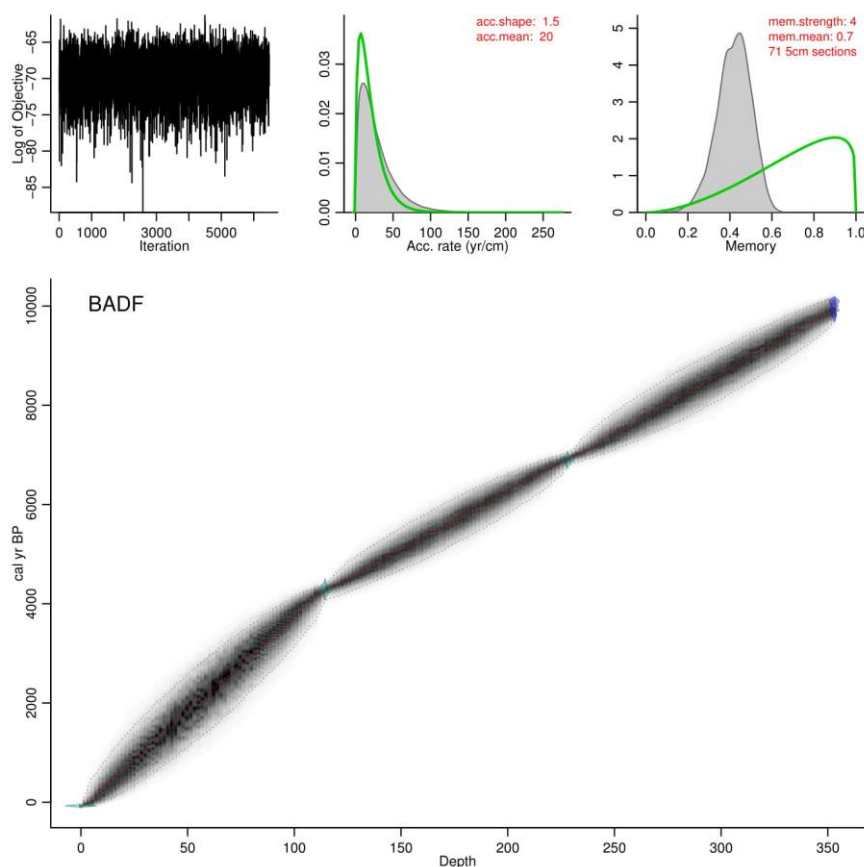 acc.shape: 1.5
acc.mean: 20
mem.strength: 4
mem.mean: 0.7
71 5cm sections
Log of Objective
−65
−70
−75
−80
−85
0 1000 3000 5000
Iteration
0.00 0.01 0.02 0.03
0 50 100 150 200 250
Acc. rate (yr/cm)
0 1 2 3 4 5
0.0 0.2 0.4 0.6 0.8 1.0
Memory
BADF
cal yr BP
0 2000 4000 6000 8000 10000
0 50 100 150 200 250 300 350
Depth